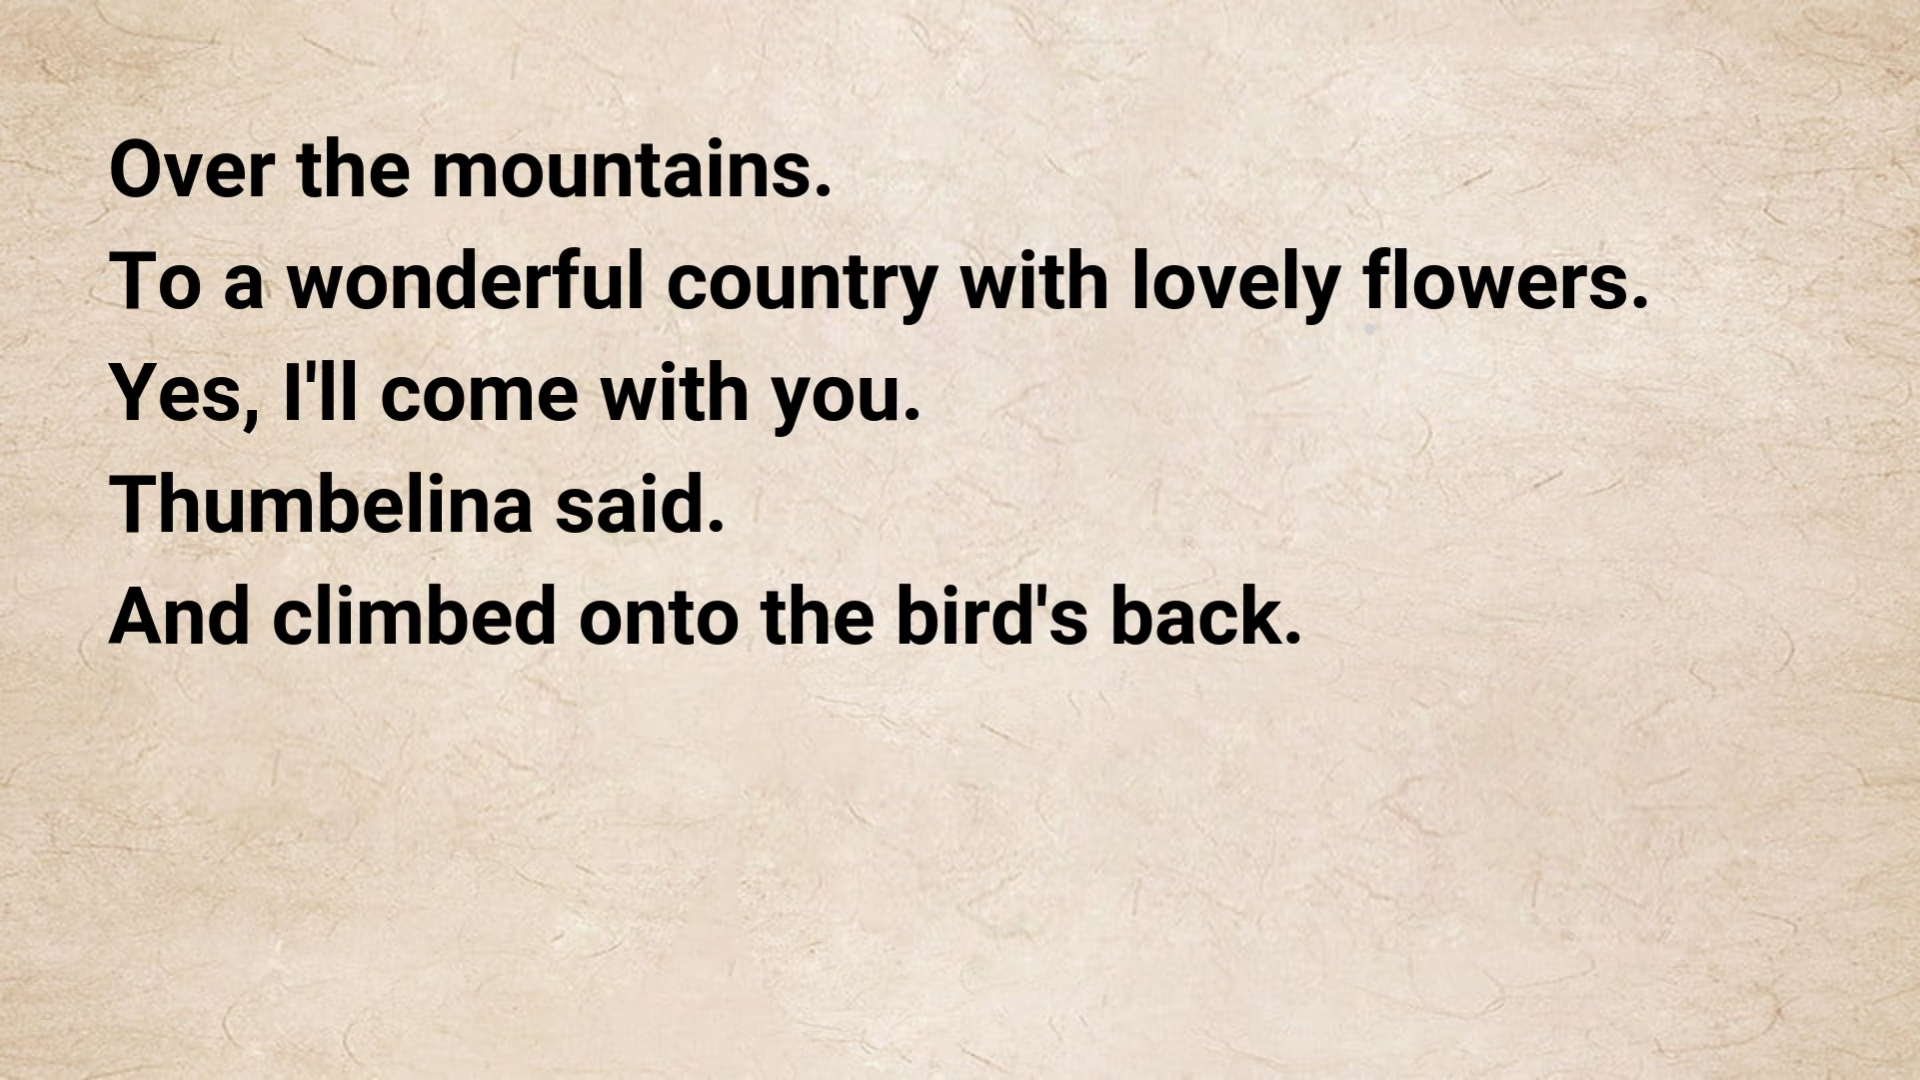 Over the mountains.
To a wonderful country with lovely flowers.
Yes, I'll come with you.
Thumbelina said.
And climbed onto the bird's back.